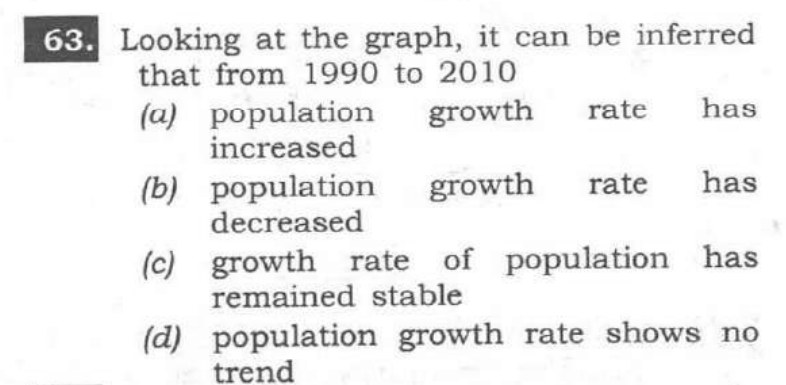 63. Looking at the graph, it can be inferred
that from 1990 to 2010
(a) population growth rate has
increased
(b) population growth rate has
decreased
(c) growth rate of population has
remained stable
(d) population growth rate shows no
trend